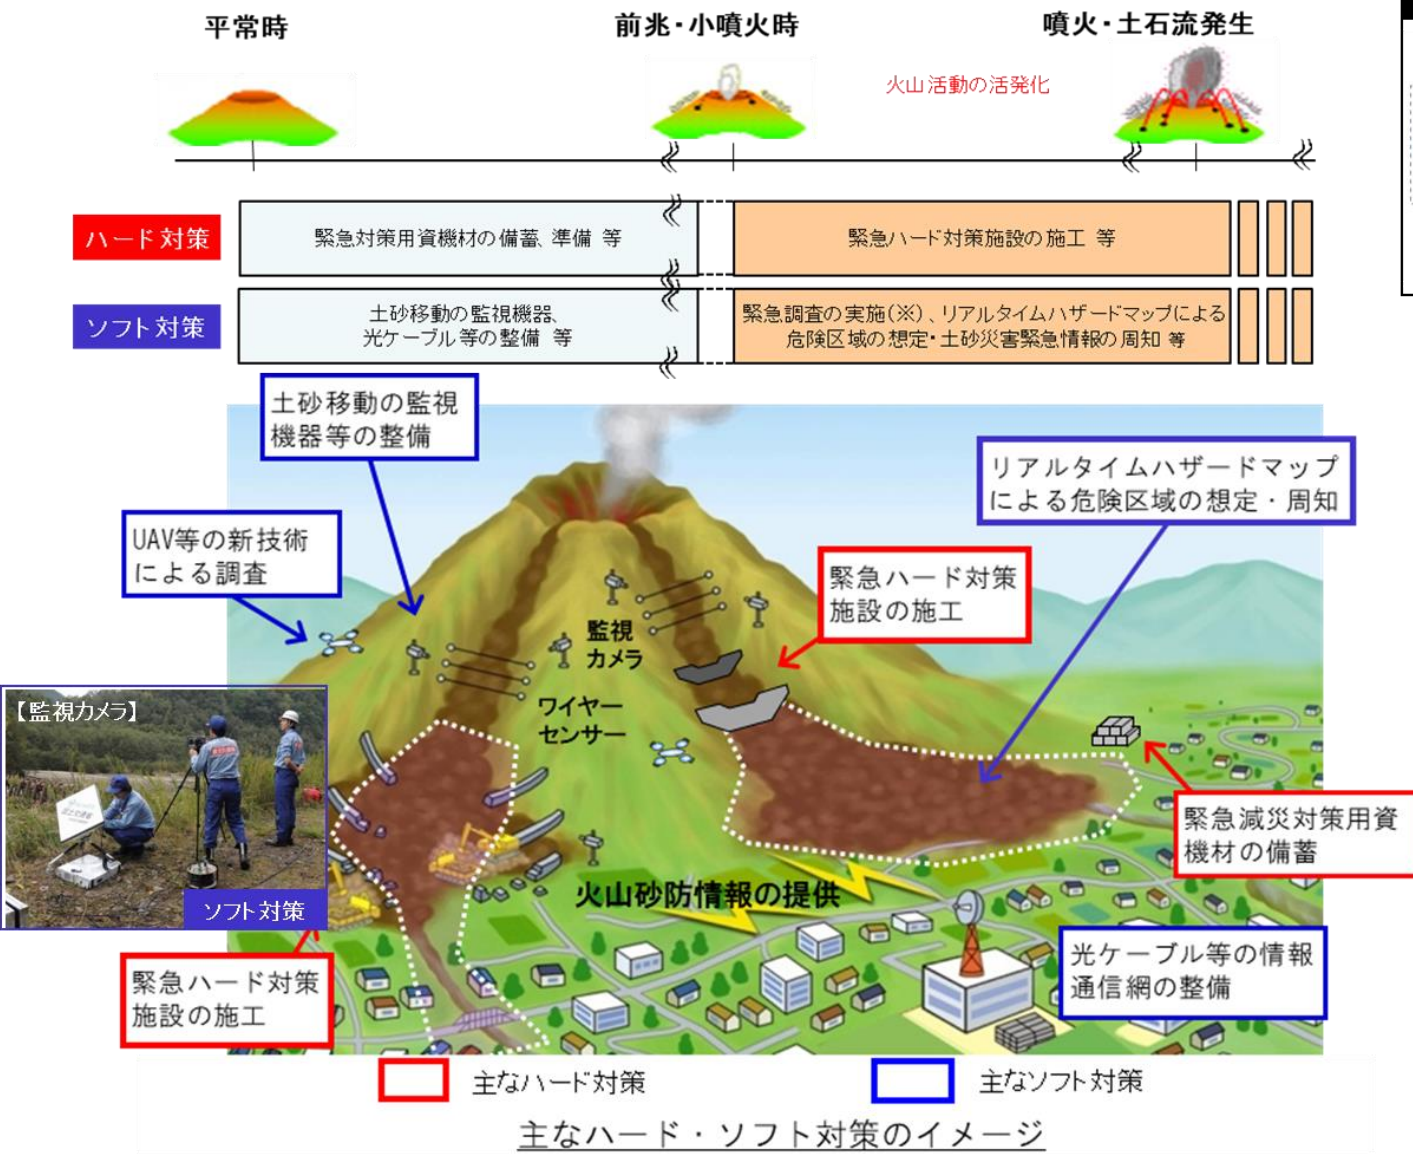 平常時
前兆・小噴火時
噴火・土石流発生
火山活動の活発化
ハード対策
緊急対策用資機材の備蓄、準備 等
緊急ハード対策施設の施工 等
ソフト対策
土砂移動の監視機器、
光ケーブル等の整備 等
緊急調査の実施(※)、リアルタイムハザードマップによる
危険区域の想定・土砂災害緊急情報の周知 等
土砂移動の監視
機器等の整備
リアルタイムハザードマップ
による危険区域の想定・周知
UAV等の新技術
による調査
緊急ハード対策
施設の施工
監視
カメラ
ワイヤー
センサー
【監視カメラ】
ソフト対策
緊急減災対策用資
機材の備蓄
火山砂防情報の提供
光ケーブル等の情報
通信網の整備
緊急ハード対策
施設の施工
主なハード対策
主なソフト対策
主なハード・ソフト対策のイメージ